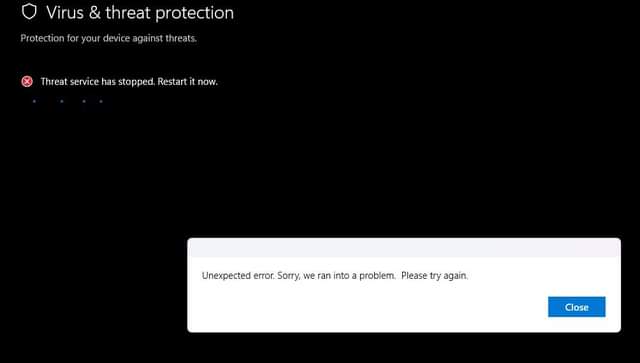 Virus & threat protection
Protection for your device against threats.
Threat service has stopped. Restart it now.
Unexpected error. Sorry, we ran into a problem.  Please try again.
Close